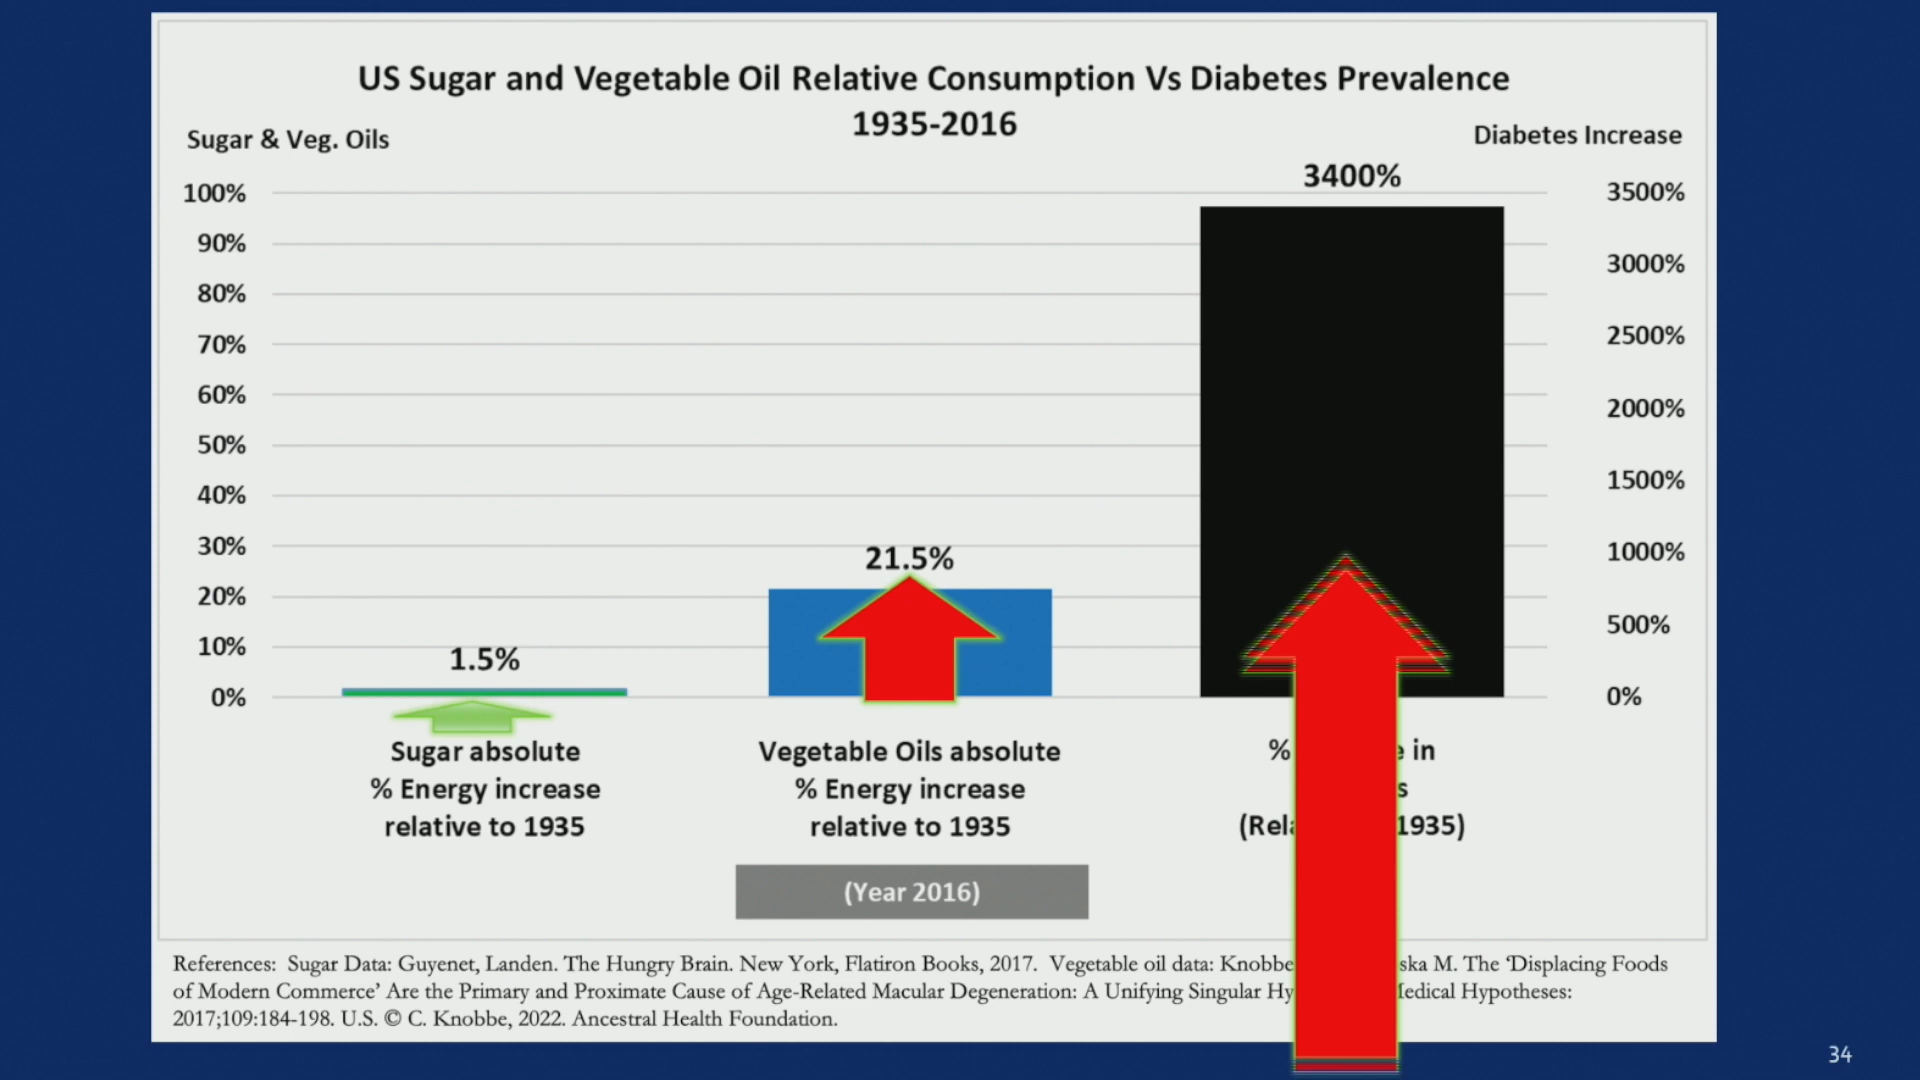 US Sugar and Vegetable Oil Relative Consumption Vs Diabetes Prevalence
1935-2016
Sugar & Veg. Oils
Diabetes Increase
100%
90%
80%
70%
60%
50%
40%
30%
20%
10%
0%
1.5%
21.5%
3400%
3500%
3000%
2500%
2000%
1500%
1000%
500%
0%
Sugar absolute
% Energy increase
relative to 1935
Vegetable Oils absolute
% Energy increase
relative to 1935
% in
1935)
(Year 2016)
References: Sugar Data: Guyenet, Landen. The Hungry Brain. New York, Flatiron Books, 2017. Vegetable oil data: Knobbe M. The ‘Displacing Foods
of Modern Commerce’ Are the Primary and Proximate Cause of Age-Related Macular Degeneration: A Unifying Singular Medical Hypotheses:
2017;109:184-198. U.S. © C. Knobbe, 2022. Ancestral Health Foundation.
34